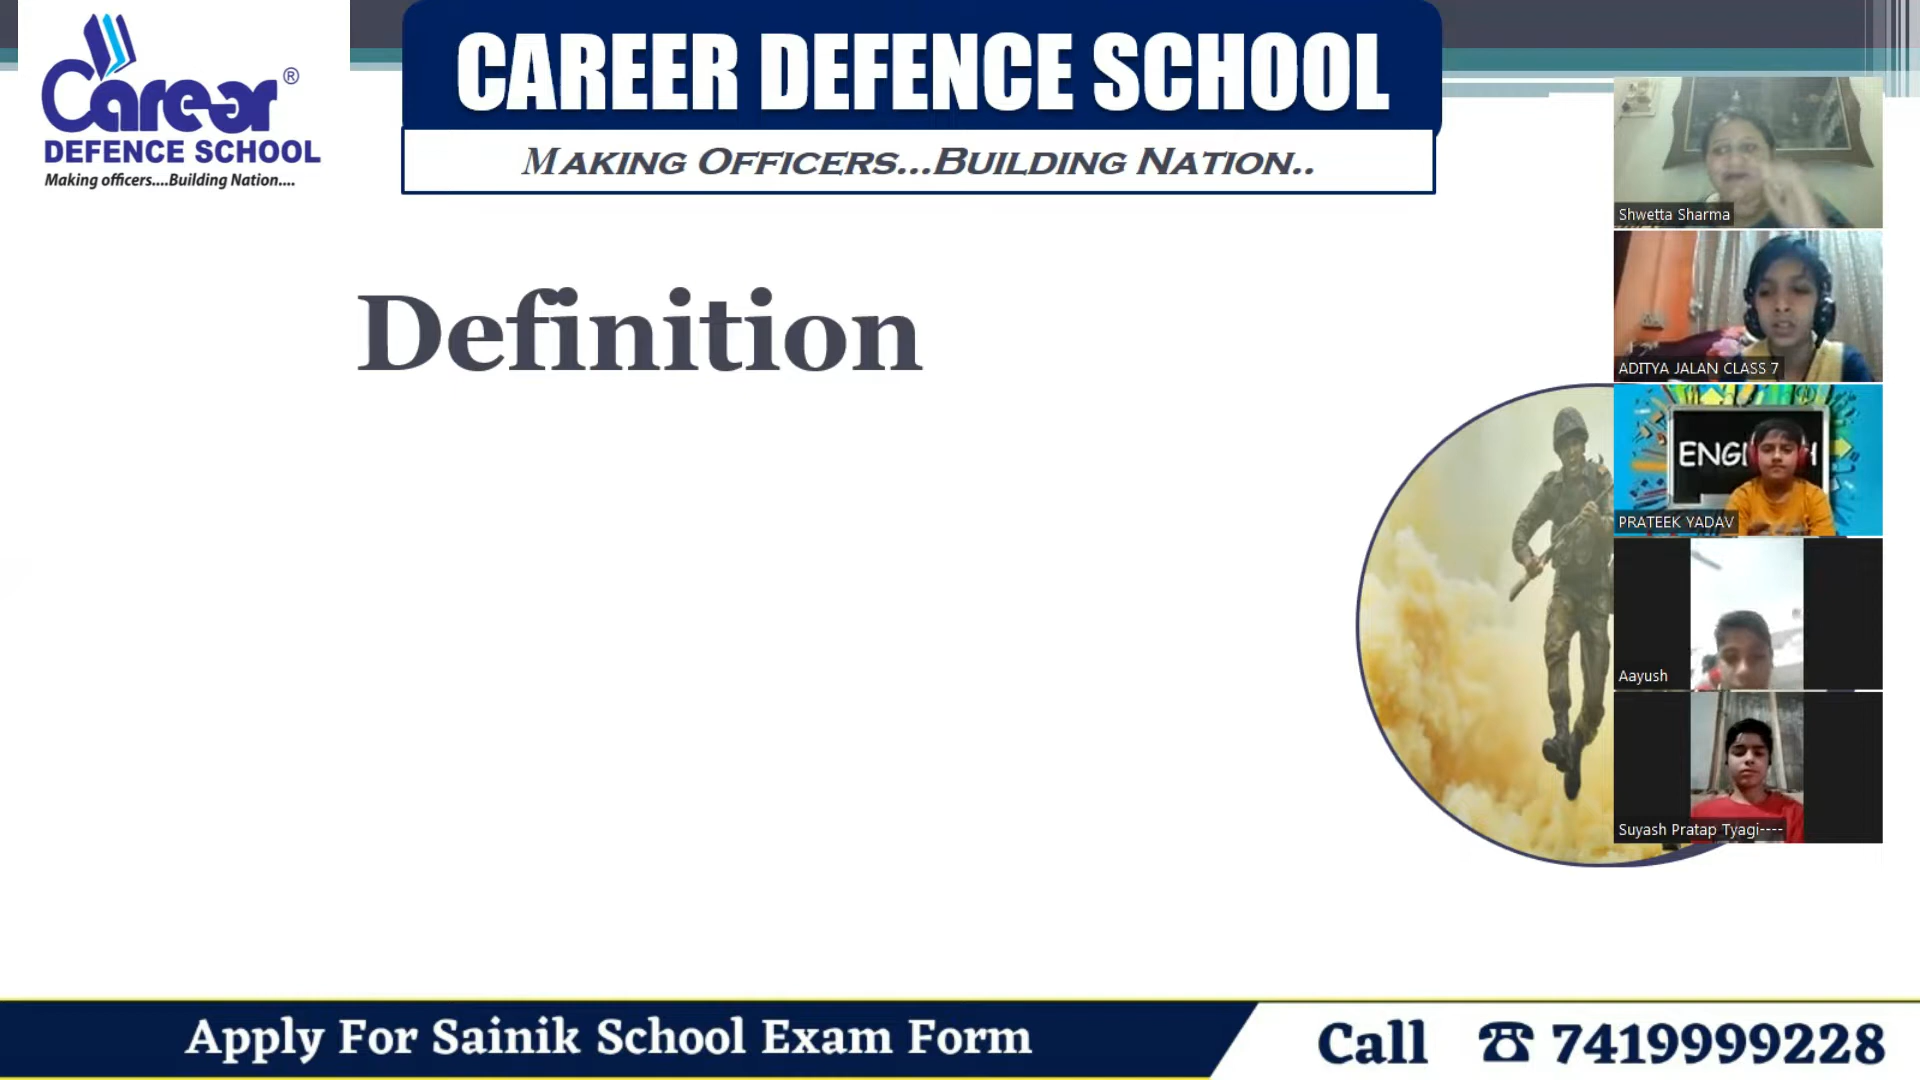 Career®
DEFENCE SCHOOL
Making officers....Building Nation....
CAREER DEFENCE SCHOOL
MAKING OFFICERS...BUILDING NATION..
Definition
Shwetta Sharma
ADITYA JALAN CLASS 7
ENGL H
PRATEEK YADAV
Aayush
Suyash Pratap Tyagi----
Apply For Sainik School Exam Form
Call ☎ 7419999228